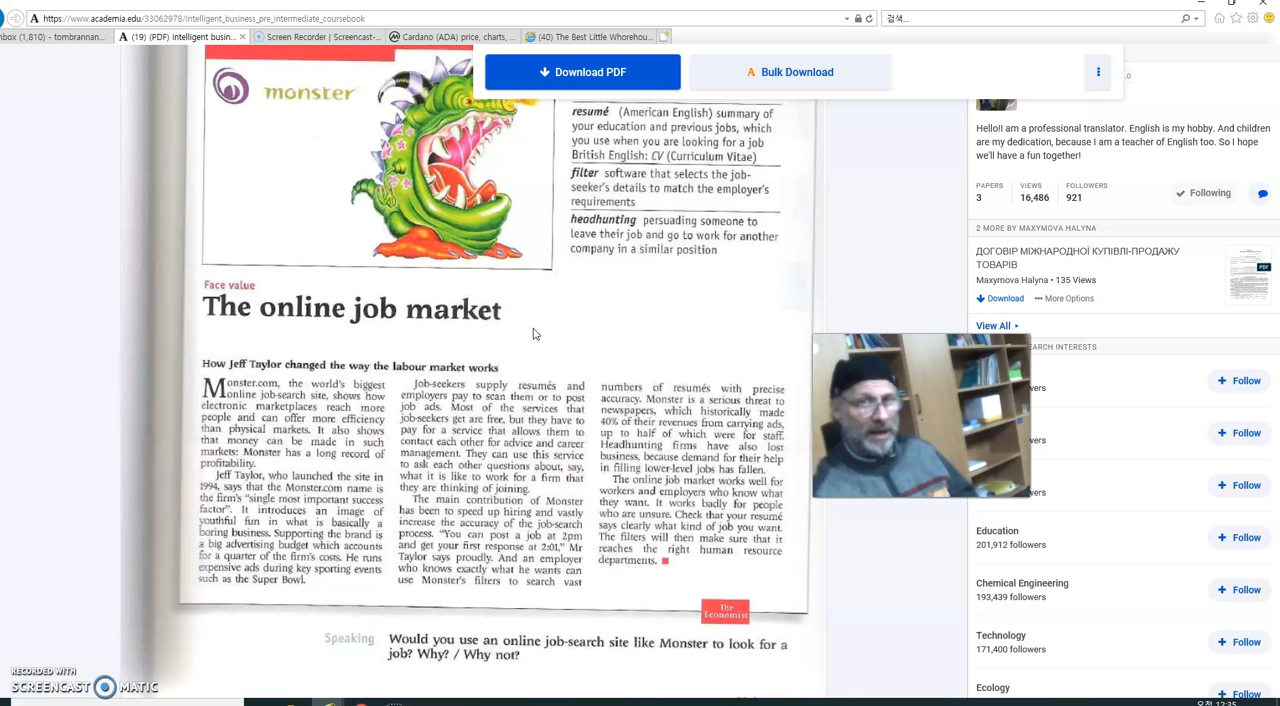 https://www.academia.edu/33062978/Intelligent_business_pre_intermediate_coursebook
검색...
nbox (1,810) - tombrannan...
(19) (PDF) Intelligent busin...
Screen Recorder | Screencast-...
Cardano (ADA) price, charts, ...
(40) The Best Little Whorehou...
Download PDF
Bulk Download
monster
resumé (American English) summary of
your education and previous jobs, which
you use when you are looking for a job
British English: CV (Curriculum Vitae)
filter software that selects the job-
seeker's details to match the employer's
requirements
headhunting persuading someone to
leave their job and go to work for another
company in a similar position
Face value
The online job market
How Jeff Taylor changed the way the labour market works
Monster.com, the world's biggest
online job-search site, shows how
electronic marketplaces reach more
people and can offer more efficiency
than physical markets. It also shows
that money can be made in such
markets: Monster has a long record of
profitability.
Jeff Taylor, who launched the site in
1994, says that the Monster.com name is
the firm's "single most important success
factor". It introduces an image of
youthful fun in what is basically a
boring business. Supporting the brand is
a big advertising budget which accounts
for a quarter of the firm's costs. He runs
expensive ads during key sporting events
such as the Super Bowl.
Job-seekers supply resumés and
employers pay to scan them or to post
job ads. Most of the services that
job-seekers get are free, but they have to
pay for a service that allows them to
contact each other for advice and career
management. They can use this service
to ask each other questions about, say,
what it is like to work for a firm that
they are thinking of joining.
The main contribution of Monster
has been to speed up hiring and vastly
increase the accuracy of the job-search
process. "You can post a job at 2pm
and get your first response at 2:01," Mr
Taylor says proudly. And an employer
who knows exactly what he wants can
use Monster's filters to search vast
numbers of resumés with precise
accuracy. Monster is a serious threat to
newspapers, which historically made
40% of their revenues from carrying ads,
up to half of which were for staff.
Headhunting firms have also lost
business, because demand for their help
in filling lower-level jobs has fallen.
The online job market works well for
workers and employers who know what
they want. It works badly for people
who are unsure. Check that your resumé
says clearly what kind of job you want.
The filters will then make sure that it
reaches the right human resource
departments.
The
Economist
Speaking
Would you use an online job-search site like Monster to look for a
job? Why? / Why not?
.0
Hello!I am a professional translator. English is my hobby. And children
are my dedication, because I am a teacher of English too. So I hope
we'll have a fun together!
PAPERS VIEWS FOLLOWERS
3 16,486 921
Following
2 MORE BY MAXYMOVA HALYNA
ДОГОВІР МІЖНАРОДНОЇ КУПІВЛІ-ПРОДАЖУ
ТОВАРІВ
Maxymova Halyna • 135 Views
PDF
Download
More Options
View All
EARCH INTERESTS
wers
Follow
wers
Follow
wers
Follow
Education
201,912 followers
Follow
Chemical Engineering
193,439 followers
Follow
Technology
171,400 followers
Follow
Ecology
Follow
RECORDED WITH
SCREENCAST MATIC
오전 12:35